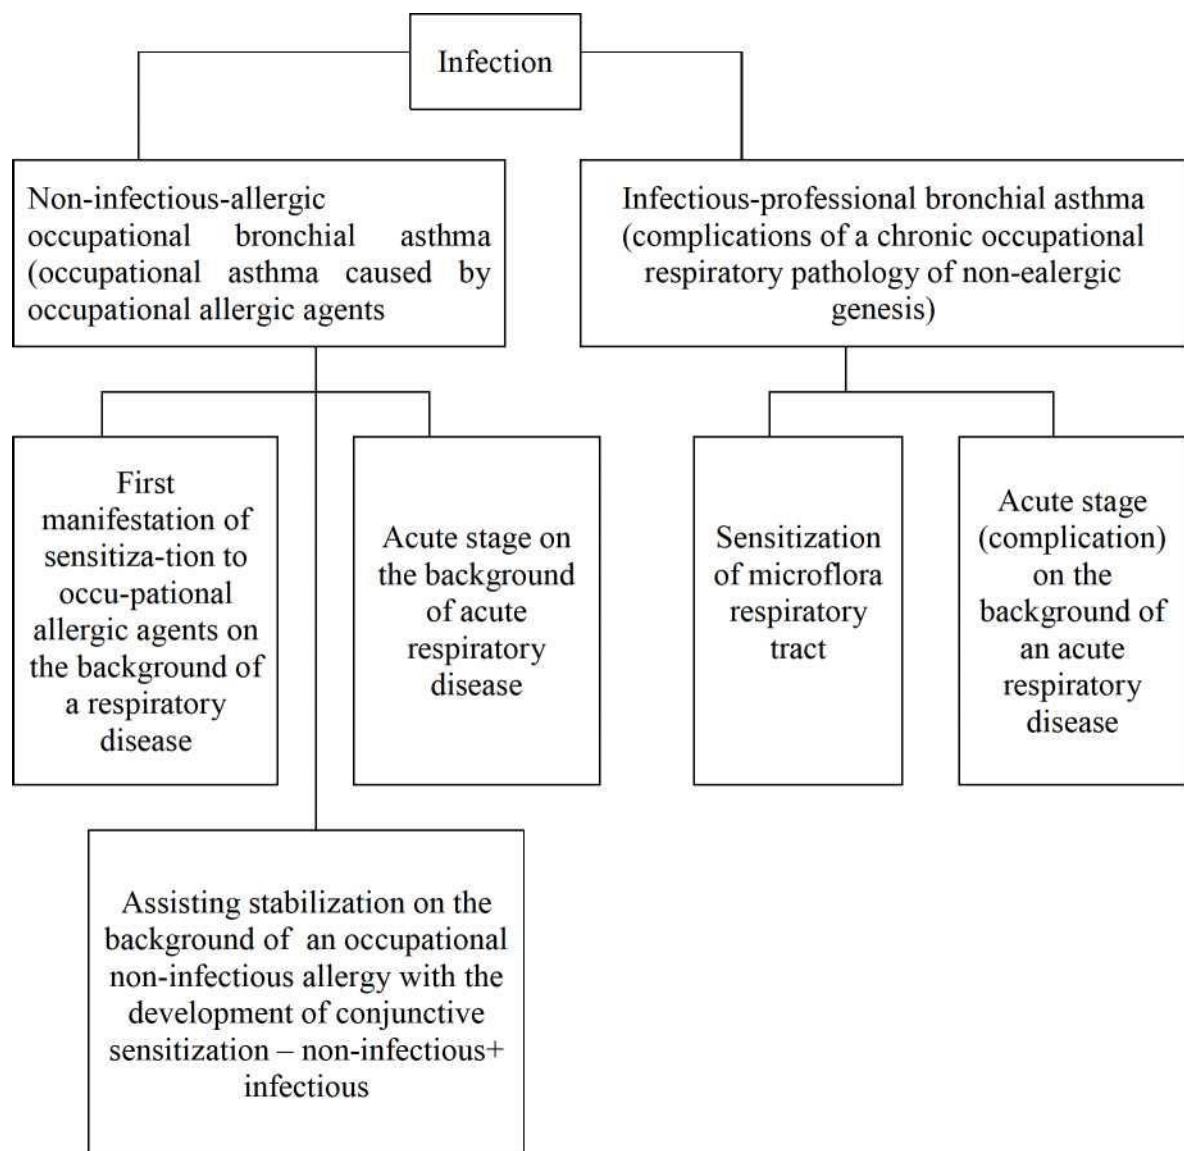 Infection
Non-infectious-allergic
occupational bronchial asthma
(occupational asthma caused by
occupational allergic agents
Infectious-professional bronchial asthma
(complications of a chronic occupational
respiratory pathology of non-ealergic
genesis)
First
manifestation of
sensitiza-tion to
occu-pational
allergic agents on
the background of
a respiratory
disease
Acute stage on
the background
of acute
respiratory
disease
Sensitization
of microflora
respiratory
tract
Acute stage
(complication)
on the
background of
an acute
respiratory
disease
Assisting stabilization on the
background of an occupational
non-infectious allergy with the
development of conjunctive
sensitization – non-infectious+
infectious